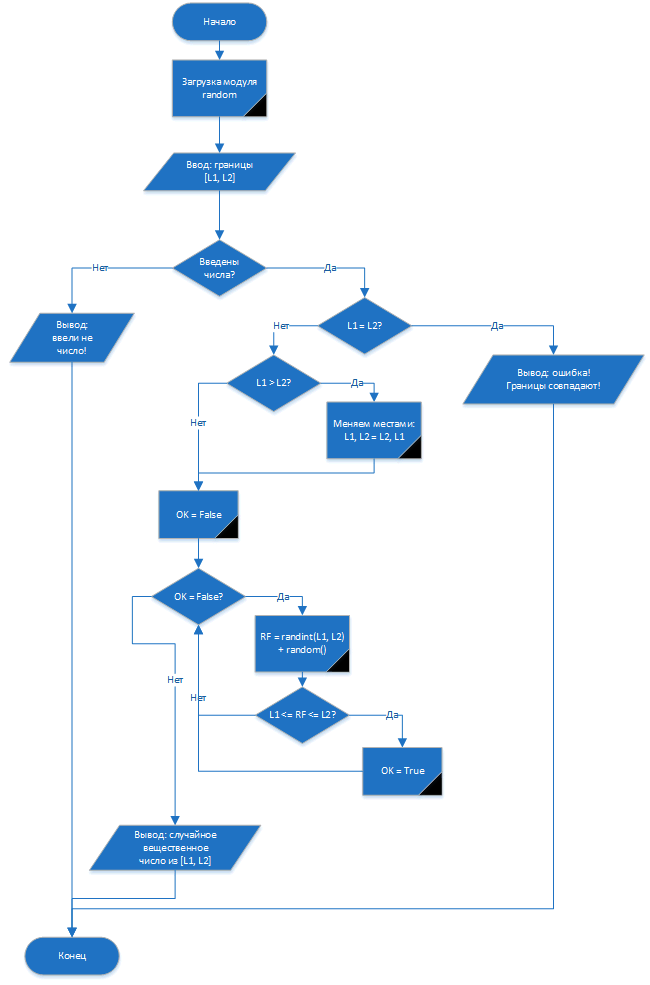 Начало
Загрузка модуля
random
Ввод: границы
[L1, L2]
Введены
числа?
Нет
Да
Вывод:
ввели не
число!
L1 = L2?
Нет
Да
L1 > L2?
Да
Нет
Вывод: ошибка!
Границы совпадают!
Меняем местами:
L1, L2 = L2, L1
OK = False
OK = False?
Да
Нет
RF = randint(L1, L2)
+ random()
L1 <= RF <= L2?
Нет
Да
OK = True
Вывод: случайное
вещественное
число из [L1, L2]
Конец